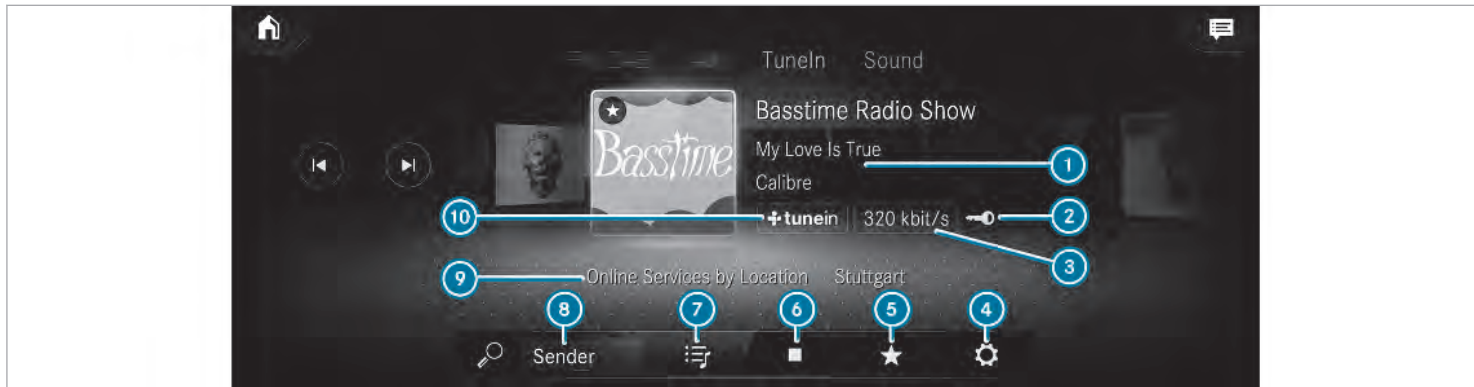 TuneIn Sound
Basstime
Basstime Radio Show
My Love Is True
1
Calibre
10
tunein 320 kbit/s
2
3
9
Online Services by Location Stuttgart
8 7 6 5 4
Sender